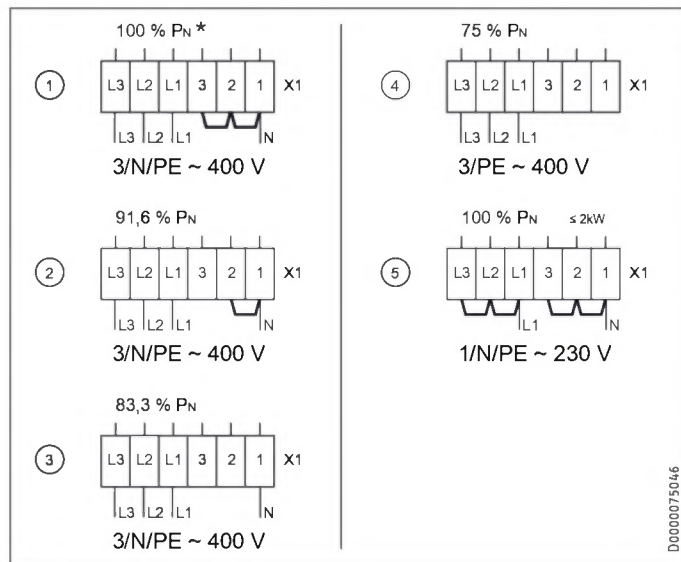 100 % PN *
1
L3 L2 L1 3 2 1 X1
L3 L2 L1 N
3/N/PE ~ 400 V
91,6 % PN
2
L3 L2 L1 3 2 1 X1
L3 L2 L1 N
3/N/PE ~ 400 V
83,3 % PN
3
L3 L2 L1 3 2 1 X1
L3 L2 L1 N
3/N/PE ~ 400 V
75 % PN
4
L3 L2 L1 3 2 1 X1
L3 L2 L1
3/PE ~ 400 V
100 % PN ≤ 2kW
5
L3 L2 L1 3 2 1 X1
L1 N
1/N/PE ~ 230 V
D0000075046